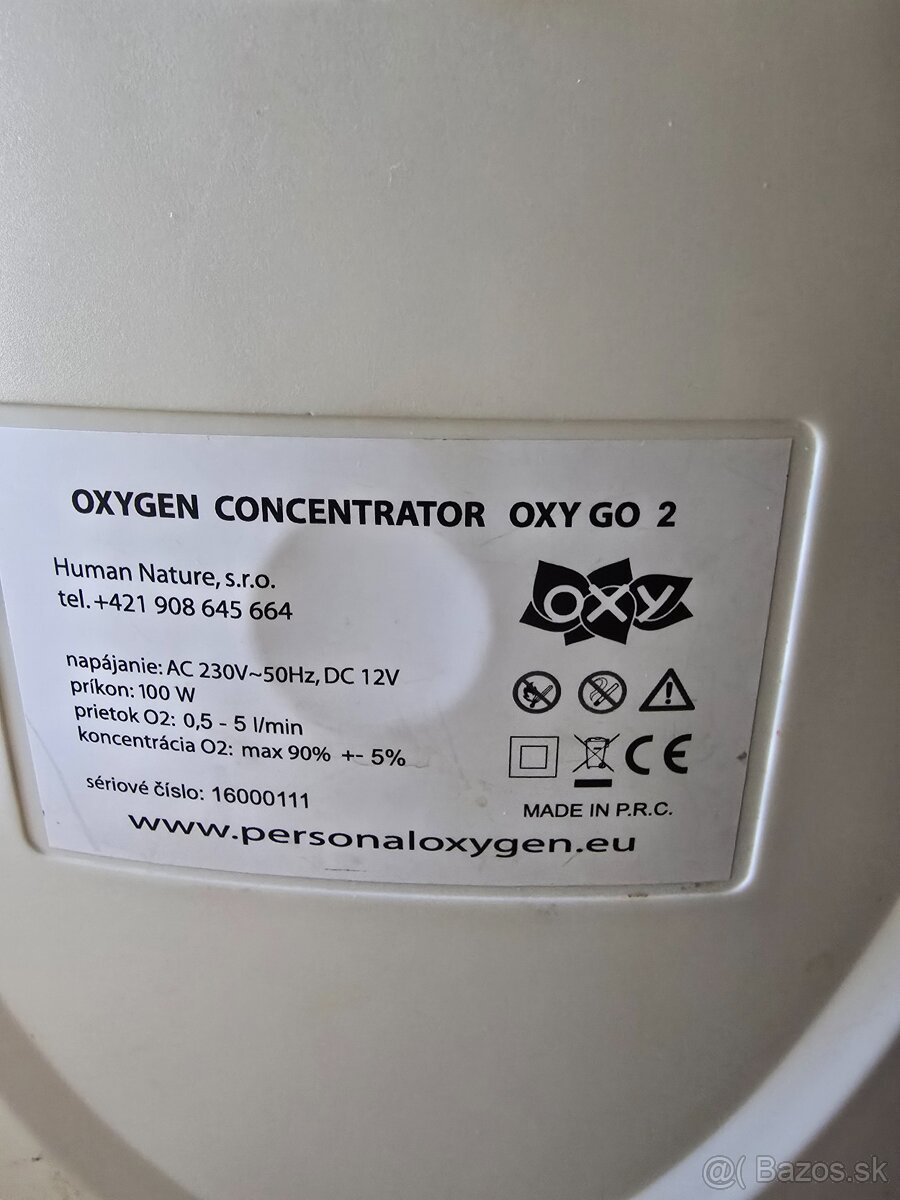 OXYGEN CONCENTRATOR OXY GO 2
Human Nature, s.r.o.
tel.+421 908 645 664
oxy
napájanie: AC 230V~50Hz, DC 12V
príkon: 100 W
prietok O2: 0,5 - 5 l/min
koncentrácia O2: max 90% +- 5%
CE
sériové číslo: 16000111
MADE IN P.R.C.
www.personaloxygen.eu
@( Bazos.sk